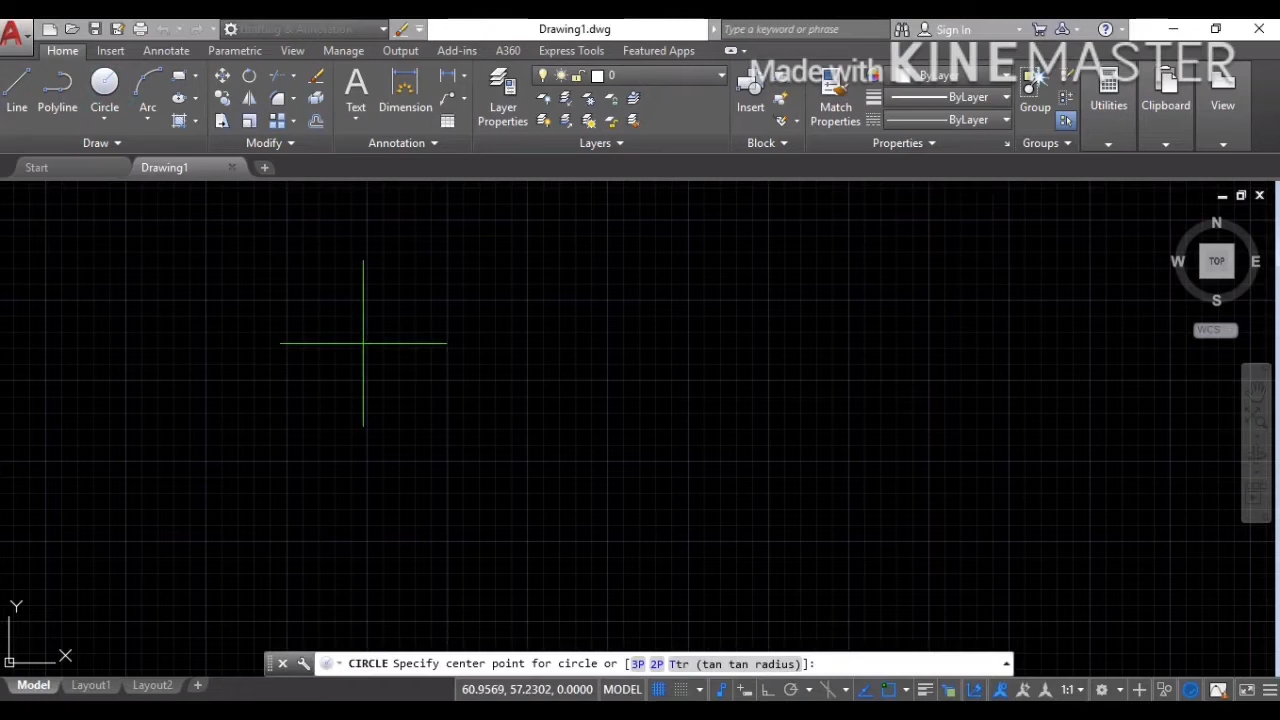 A Drafting & Annotation Drawing1.dwg Type a keyword or phrase Sign In
Home Insert Annotate Parametric View Manage Output Add-ins A360 Express Tools Featured Apps
Made with KINEMASTER
0 ByLayer
ByLayer
ByLayer
Line Polyline Circle Arc A Text Dimension Layer Properties Insert Match Properties Group Utilities Clipboard View
Draw Modify Annotation Layers Block Properties Groups
Start Drawing1
N
W TOP E
S
WCS
Y
X
CIRCLE Specify center point for circle or [3P 2P Ttr (tan tan radius)]:
Model Layout1 Layout2 + 60.9569, 57.2302, 0.0000 MODEL 1:1